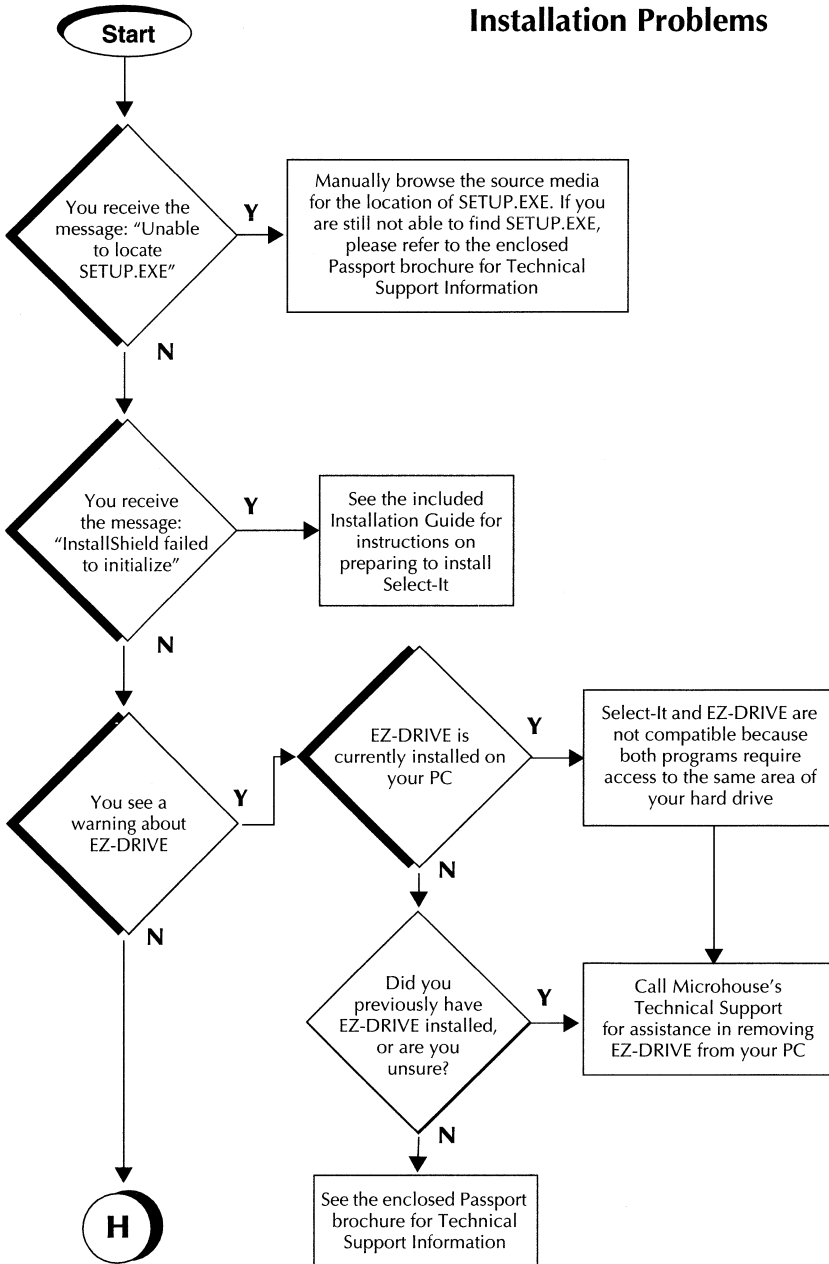 Installation Problems
Start
You receive the
message: “Unable
to locate
SETUP.EXE”
Y
Manually browse the source media
for the location of SETUP.EXE. If you
are still not able to find SETUP.EXE,
please refer to the enclosed
Passport brochure for Technical
Support Information
N
You receive
the message:
“InstallShield failed
to initialize”
Y
See the included
Installation Guide for
instructions on
preparing to install
Select-It
N
You see a
warning about
EZ-DRIVE
Y
EZ-DRIVE is
currently installed on
your PC
Y
Select-It and EZ-DRIVE are
not compatible because
both programs require
access to the same area of
your hard drive
N
N
Did you
previously have
EZ-DRIVE installed,
or are you
unsure?
Y
Call Microhouse’s
Technical Support
for assistance in removing
EZ-DRIVE from your PC
N
See the enclosed Passport
brochure for Technical
Support Information
H